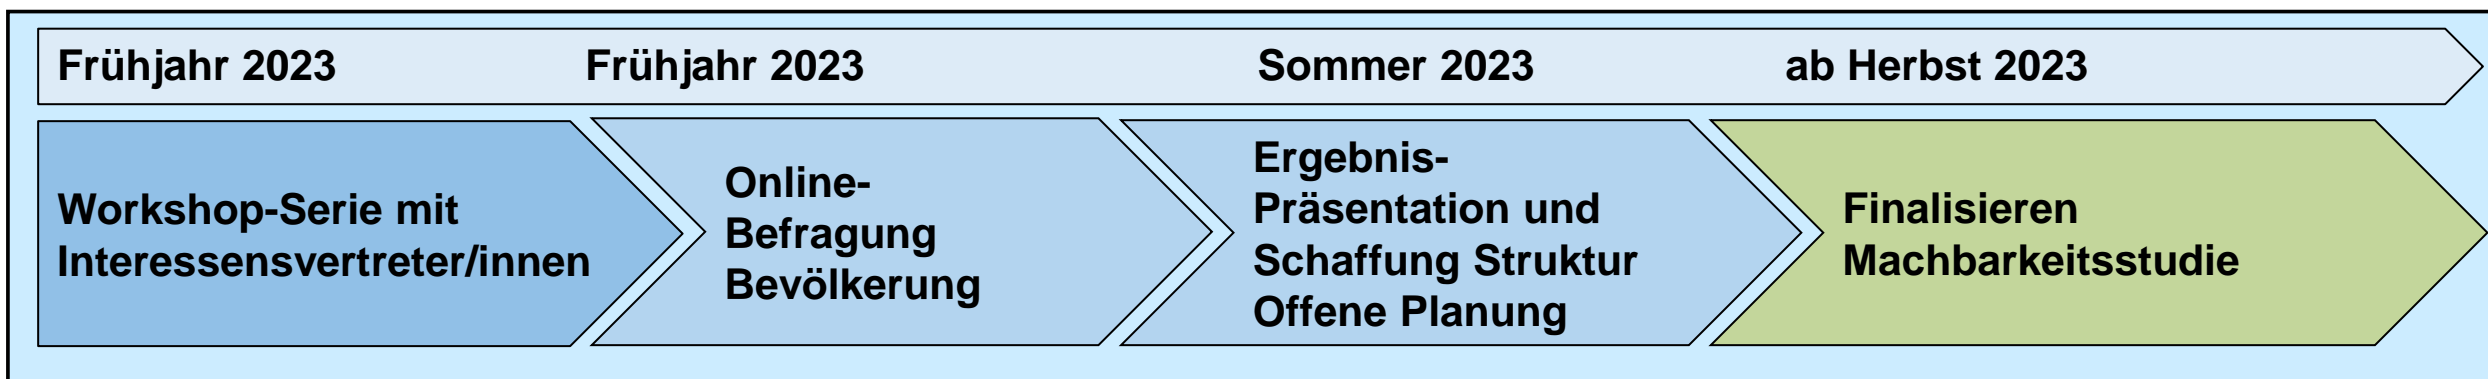 Frühjahr 2023
Frühjahr 2023
Sommer 2023
ab Herbst 2023
Workshop-Serie mit
Interessensvertreter/innen
Online-
Befragung
Bevölkerung
Ergebnis-
Präsentation und
Schaffung Struktur
Offene Planung
Finalisieren
Machbarkeitsstudie